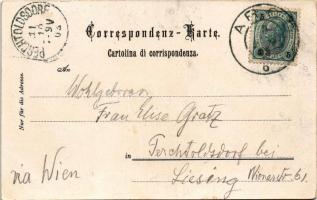 PERCHTOLDSDORF
11
Correspondenz-Karte.
Cartolina di corrispondenza.
An
Nur für die Adresse.
Wohlgeboren
Frau Elise Gratz
in Perchtoldsdorf bei
Liesing Wienerstr 61.
via Wien